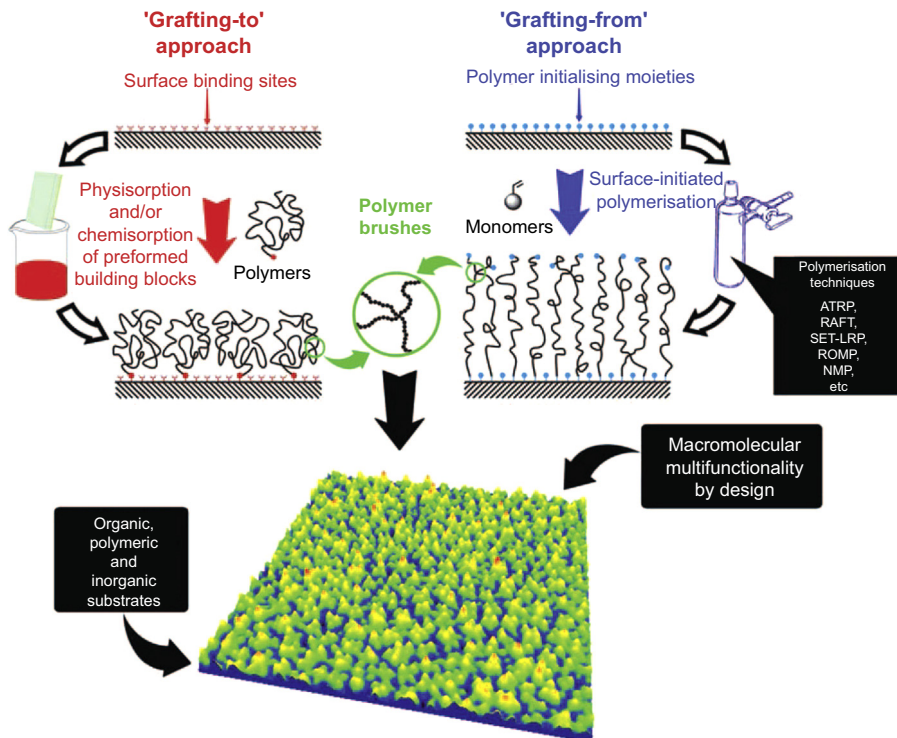 'Grafting-to'
approach
Surface binding sites
'Grafting-from'
approach
Polymer initialising moieties
Physisorption
and/or
chemisorption
of preformed
building blocks
Polymers
Polymer
brushes
Monomers
Surface-initiated
polymerisation
Polymerisation
techniques
ATRP,
RAFT,
SET-LRP,
ROMP,
NMP,
etc
Macromolecular
multifunctionality
by design
Organic,
polymeric
and
inorganic
substrates